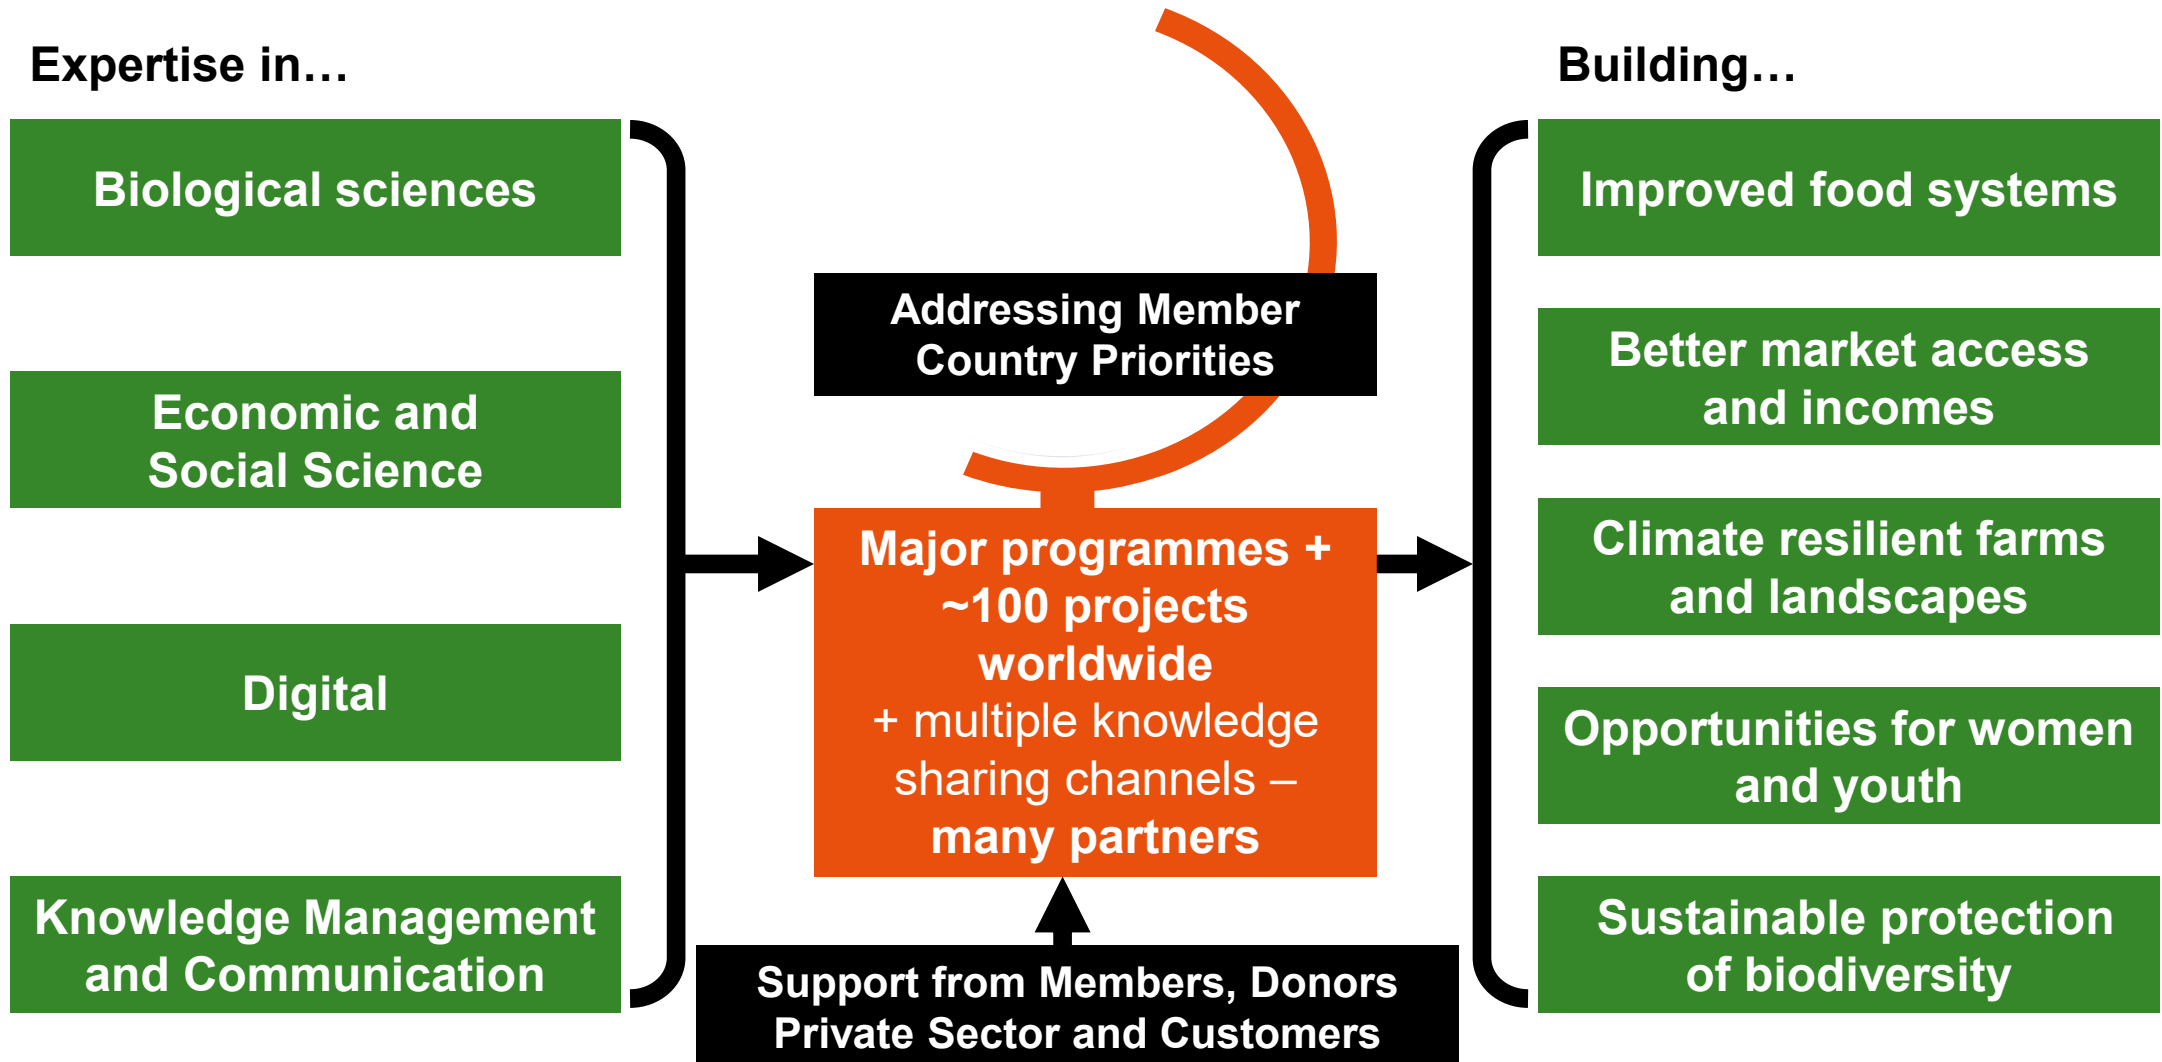 Expertise in…
Biological sciences
Economic and
Social Science
Digital
Knowledge Management
and Communication
Addressing Member
Country Priorities
Major programmes +
~100 projects
worldwide
+ multiple knowledge
sharing channels –
many partners
Support from Members, Donors
Private Sector and Customers
Building…
Improved food systems
Better market access
and incomes
Climate resilient farms
and landscapes
Opportunities for women
and youth
Sustainable protection
of biodiversity